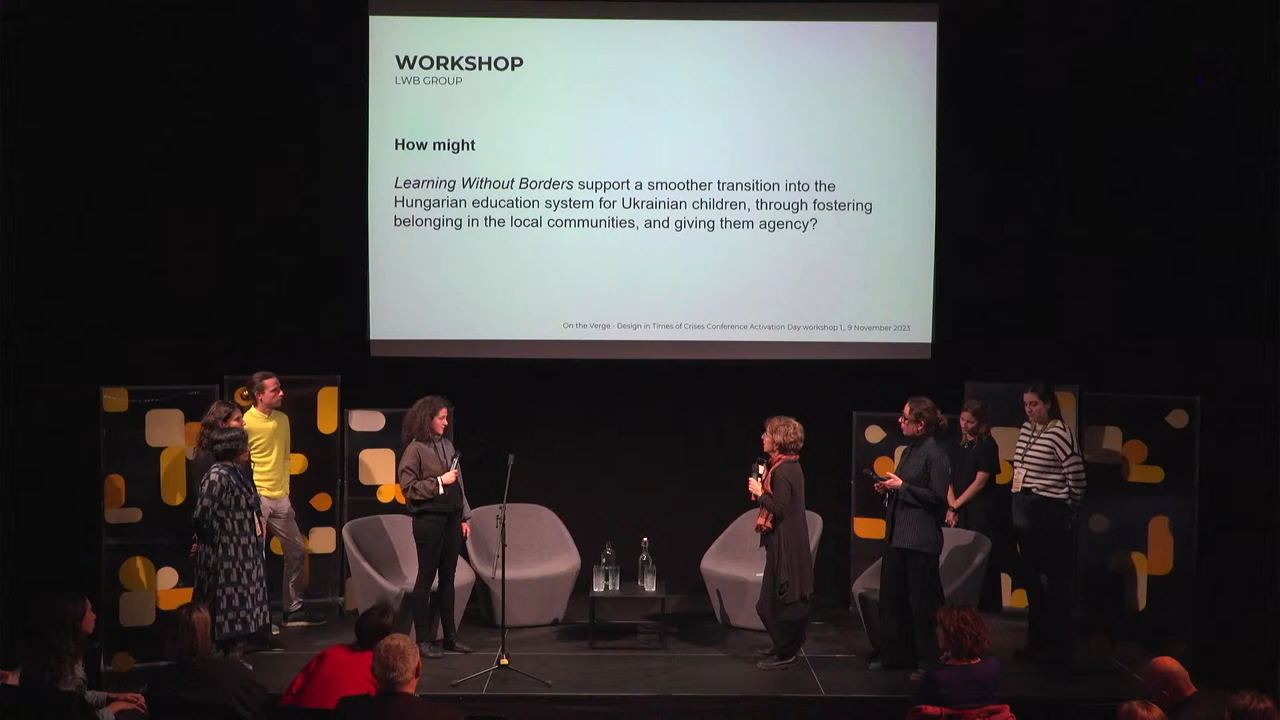 WORKSHOP
LWB GROUP
How might
Learning Without Borders support a smoother transition into the
Hungarian education system for Ukrainian children, through fostering
belonging in the local communities, and giving them agency?
On the Verge - Design in Times of Crises Conference Activation Day workshop 1., 9 November 2023